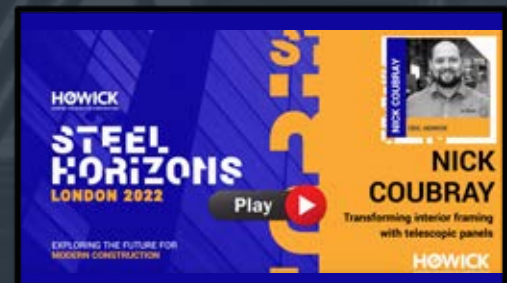 HOWICK
STEEL
HORIZONS
LONDON 2022
EXPLORING THE FUTURE FOR
MODERN CONSTRUCTION
Play
NICK COUBRAY
NICK
COUBRAY
Transforming interior framing
with telescopic panels
HOWICK